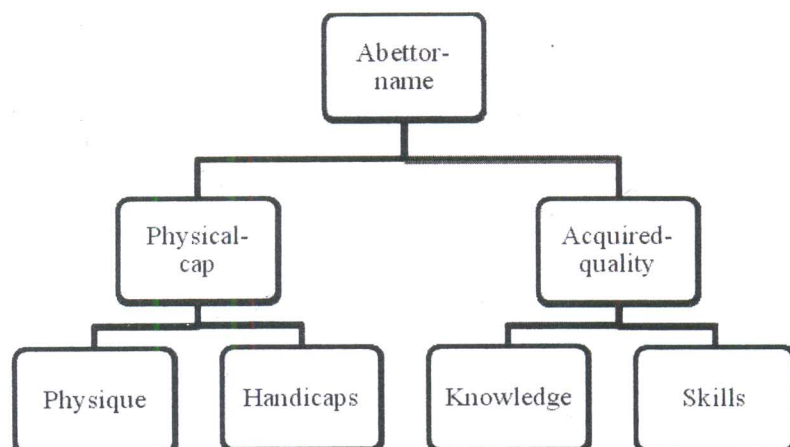 Abettor-
name
Physical-
cap
Acquired-
quality
Physique
Handicaps
Knowledge
Skills